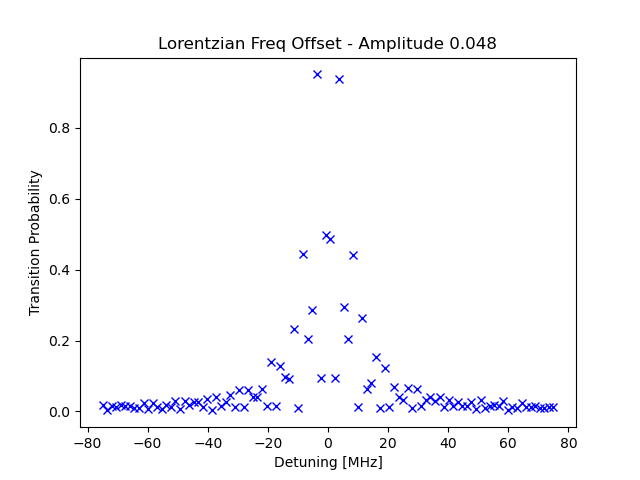 Lorentzian Freq Offset - Amplitude 0.048
Transition Probability
0.8
0.6
0.4
0.2
0.0
−80 −60 −40 −20 0 20 40 60 80
Detuning [MHz]